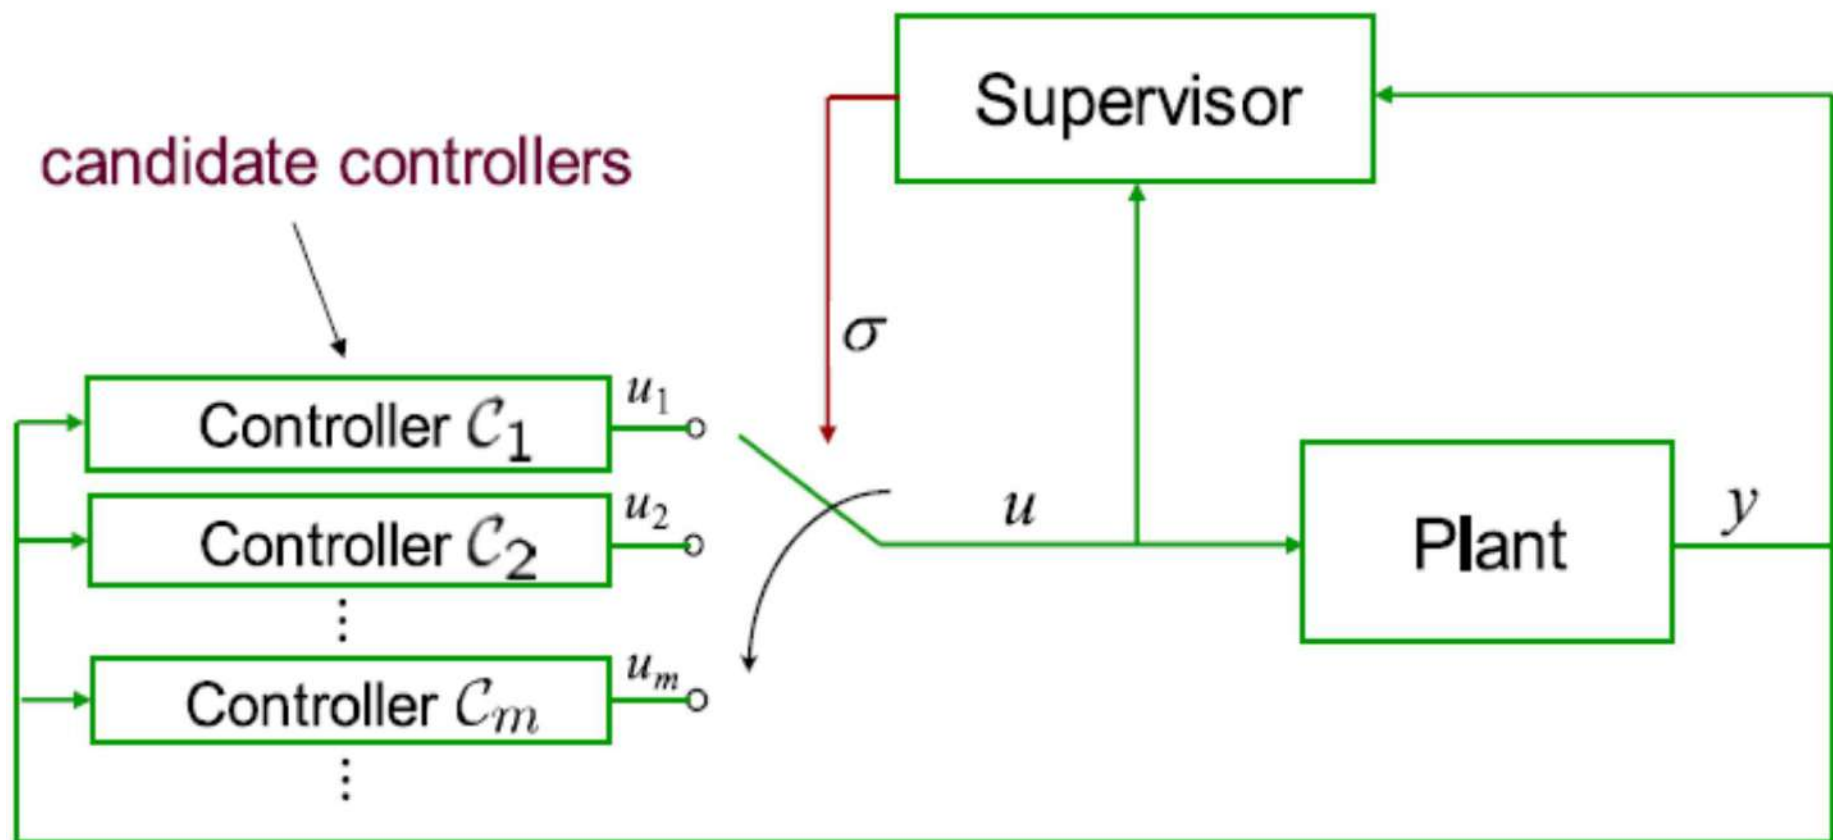 Supervisor
candidate controllers
σ
Controller C₁
u₁
Controller C₂
u₂
⋮
Controller Cₘ
uₘ
⋮
u
Plant
y